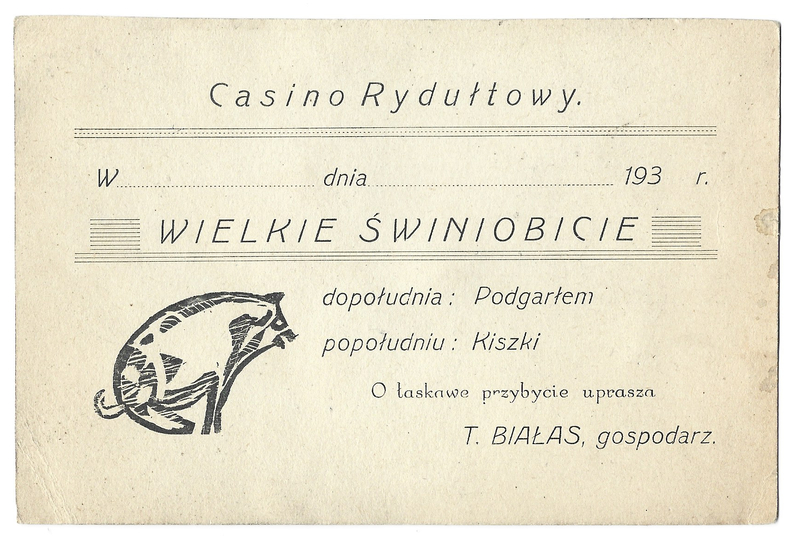 Casino Rydułtowy.
W............................ dnia.................................... 193 r.
WIELKIE ŚWINIOBICIE
dopołudnia: Podgarłem
popołudniu: Kiszki
O łaskawe przybycie uprasza
T. BIAŁAS, gospodarz.